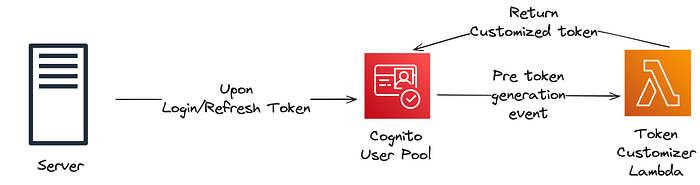 Server
Upon
Login/Refresh Token
Cognito
User Pool
Return
Customized token
Pre token
generation
event
Token
Customizer
Lambda